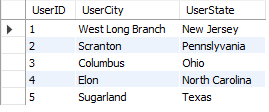 UserID UserCity UserState
1 West Long Branch New Jersey
2 Scranton Pennslyvania
3 Columbus Ohio
4 Elon North Carolina
5 Sugarland Texas